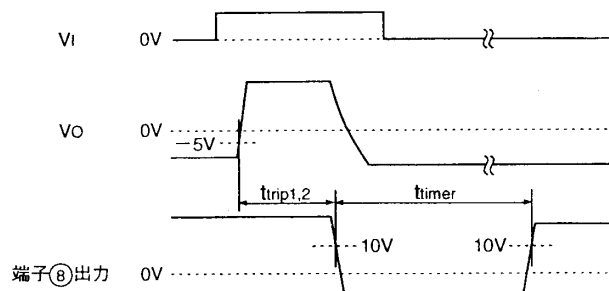 VI 0V
VO 0V
−5V
ttrip1,2 ttimer
10V 10V
端子⑧出力 0V